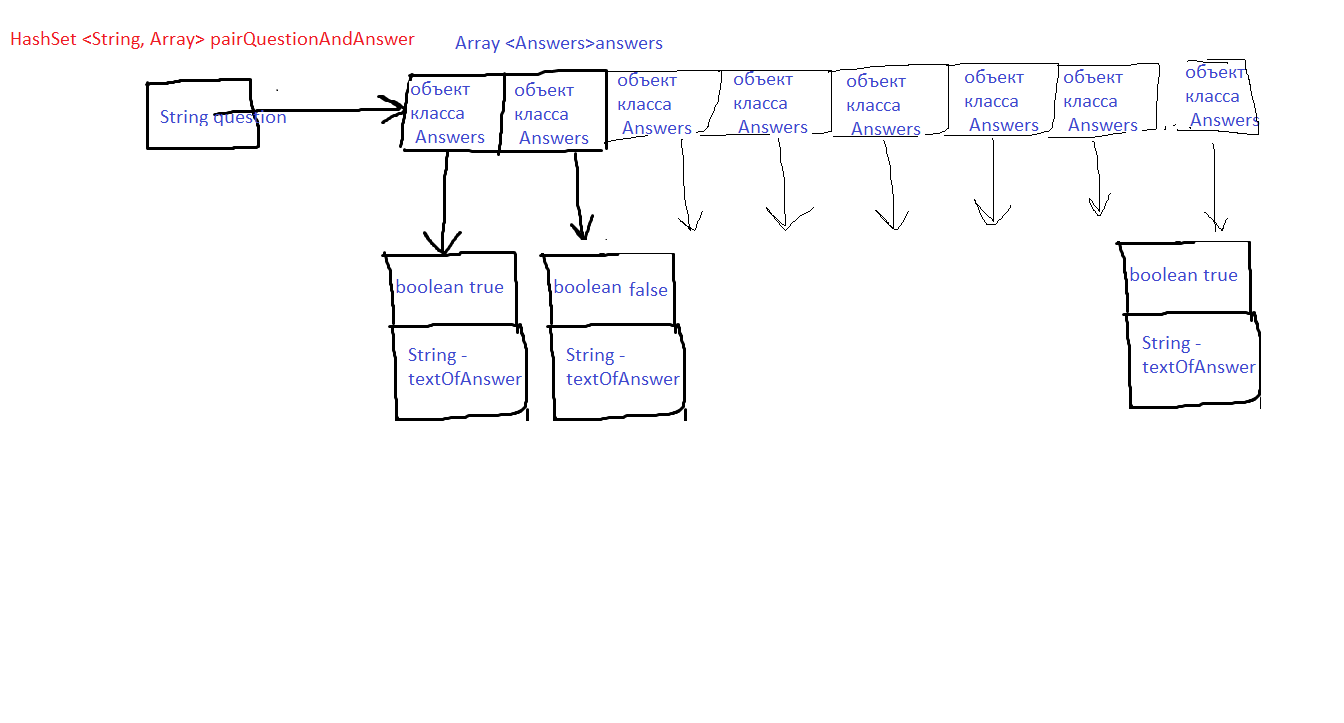 HashSet <String, Array> pairQuestionAndAnswer
Array <Answers>answers
String question
объект
класса
Answers
объект
класса
Answers
объект
класса
Answers
объект
класса
Answers
объект
класса
Answers
объект
класса
Answers
объект
класса
Answers
объект
класса
Answers
boolean true
String -
textOfAnswer
boolean false
String -
textOfAnswer
boolean true
String -
textOfAnswer